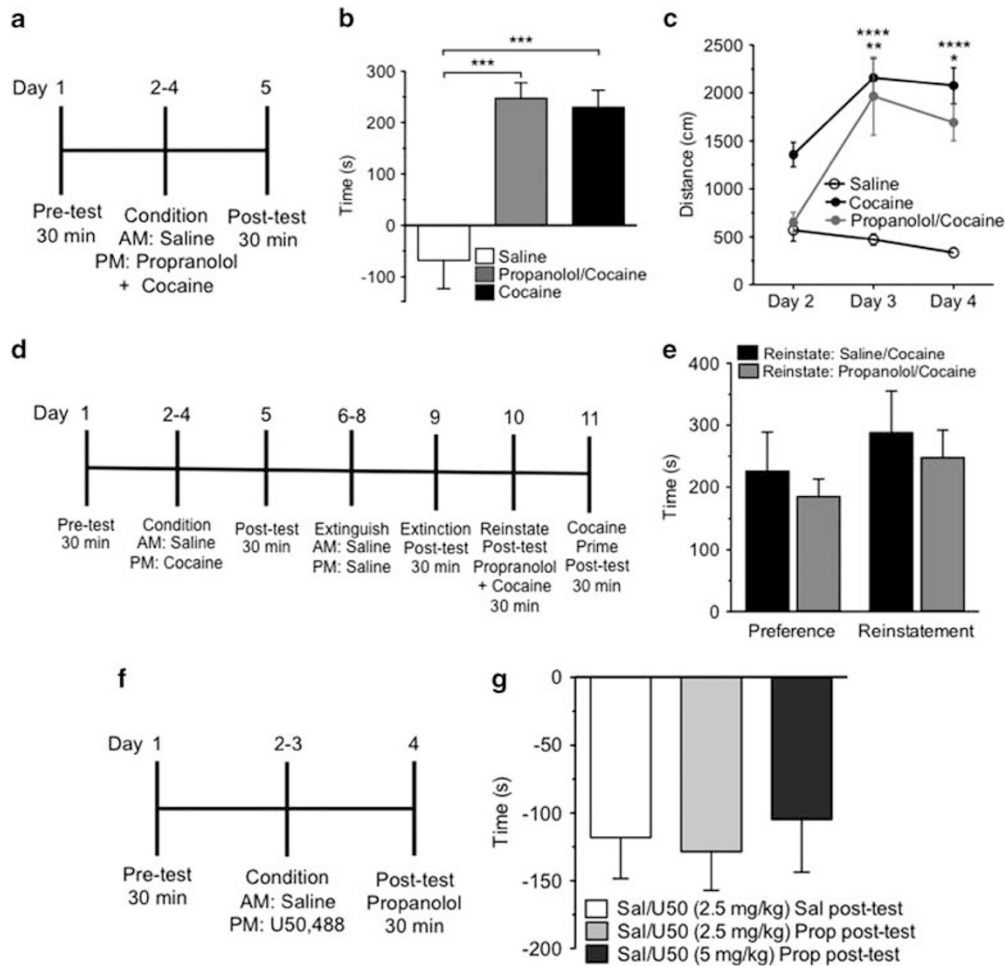 a
Day 1 2-4 5
Pre-test
30 min
Condition
AM: Saline
PM: Propranolol
+ Cocaine
Post-test
30 min
b
***
***
300
200
100
0
-100
Time (s)
Saline
Propanolol/Cocaine
Cocaine
c
****
**
****
*
2500
2000
1500
1000
500
0
Distance (cm)
Saline
Cocaine
Propanolol/Cocaine
Day 2 Day 3 Day 4
d
Day 1 2-4 5 6-8 9 10 11
Pre-test
30 min
Condition
AM: Saline
PM: Cocaine
Post-test
30 min
Extinguish
AM: Saline
PM: Saline
Extinction
Post-test
30 min
Reinstate
Post-test
Propranolol
+ Cocaine
30 min
Cocaine
Prime
Post-test
30 min
e
Reinstate: Saline/Cocaine
Reinstate: Propanolol/Cocaine
400
300
200
100
0
Time (s)
Preference Reinstatement
f
Day 1 2-3 4
Pre-test
30 min
Condition
AM: Saline
PM: U50,488
Post-test
Propanolol
30 min
g
0
-50
-100
-150
-200
Time (s)
Sal/U50 (2.5 mg/kg) Sal post-test
Sal/U50 (2.5 mg/kg) Prop post-test
Sal/U50 (5 mg/kg) Prop post-test